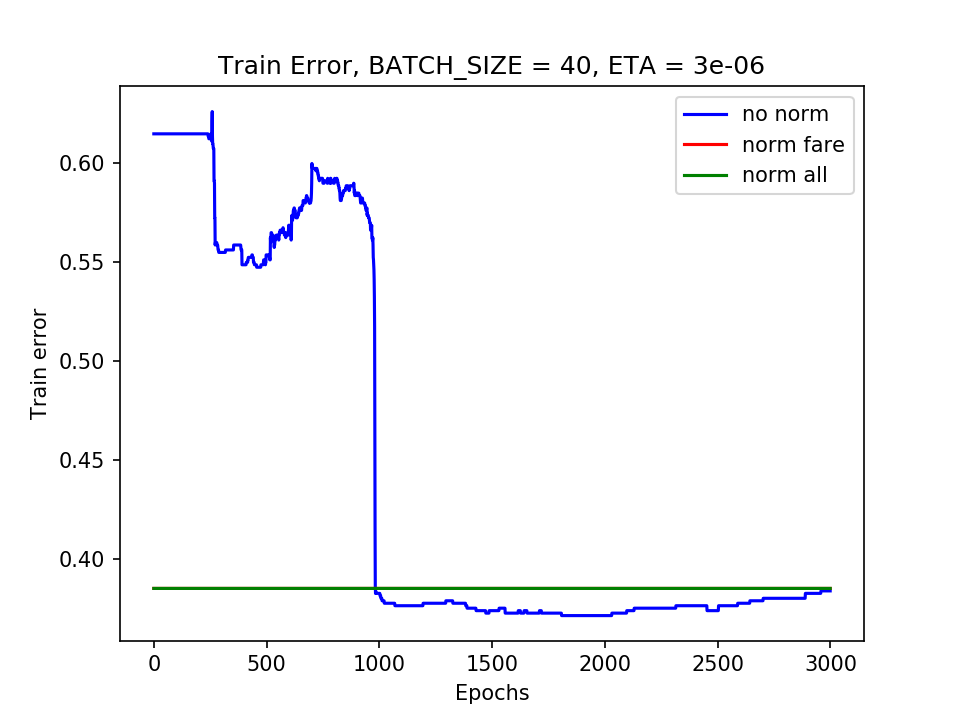 Train Error, BATCH_SIZE = 40, ETA = 3e-06
no norm
norm fare
norm all
0.60
0.55
0.50
0.45
0.40
Train error
0
500
1000
1500
2000
2500
3000
Epochs